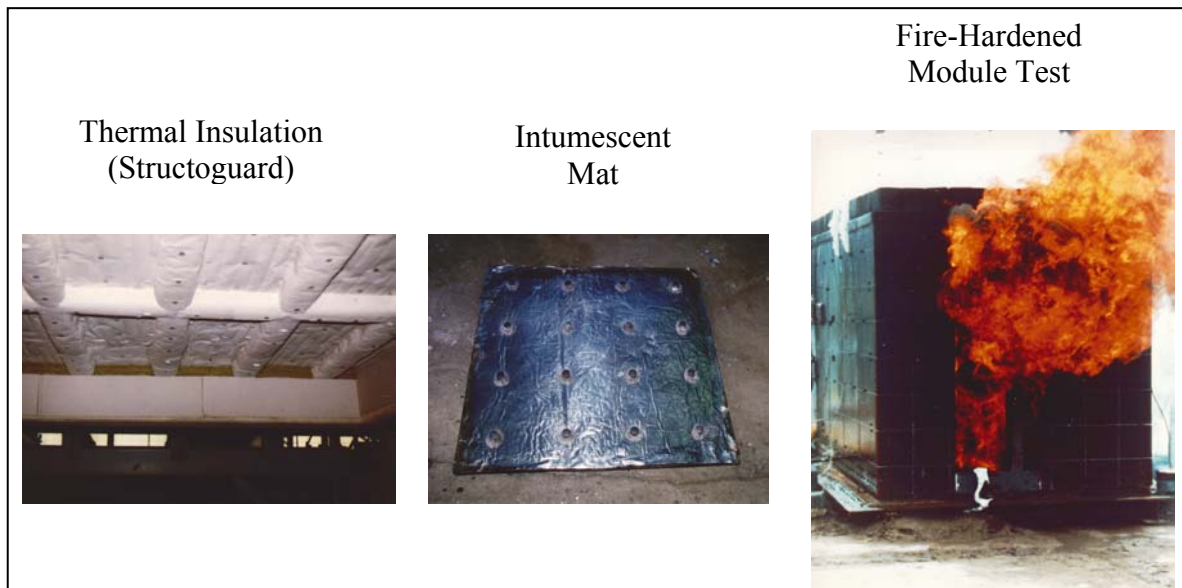 Thermal Insulation
(Structoguard)
Intumescent
Mat
Fire-Hardened
Module Test